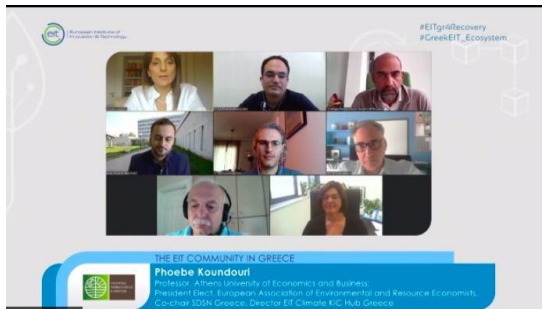 eit
European Institute of
Innovation & Technology
#EITgr4Recovery
#GreekEIT_Ecosystem
THE EIT COMMUNITY IN GREECE
Phoebe Koundouri
Professor, Athens University of Economics and Business;
President Elect, European Association of Environmental and Resource Economists,
Co-chair SDSN Greece, Director EIT Climate KIC Hub Greece